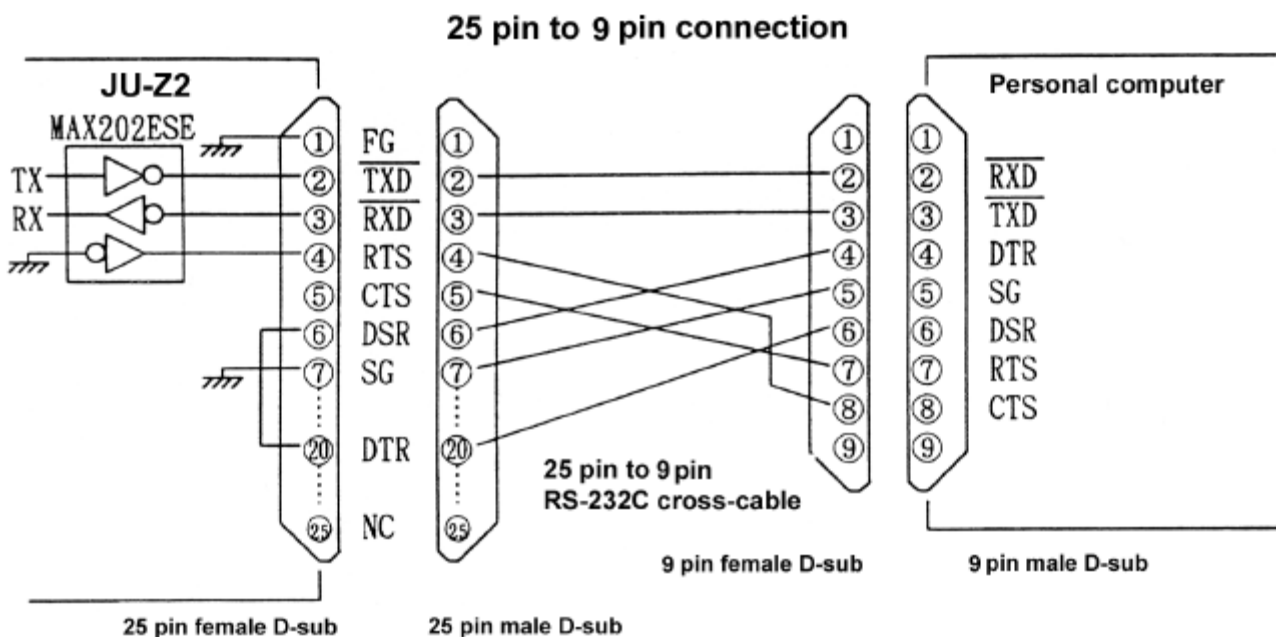 25 pin to 9 pin connection
JU-Z2
MAX202ESE
TX
RX
1 FG
2 TXD
3 RXD
4 RTS
5 CTS
6 DSR
7 SG
20 DTR
25 NC
1
2
3
4
5
6
7
20
25
25 pin to 9 pin
RS-232C cross-cable
1
2
3
4
5
6
7
8
9
Personal computer
1
2 RXD
3 TXD
4 DTR
5 SG
6 DSR
7 RTS
8 CTS
9
9 pin female D-sub
9 pin male D-sub
25 pin female D-sub
25 pin male D-sub